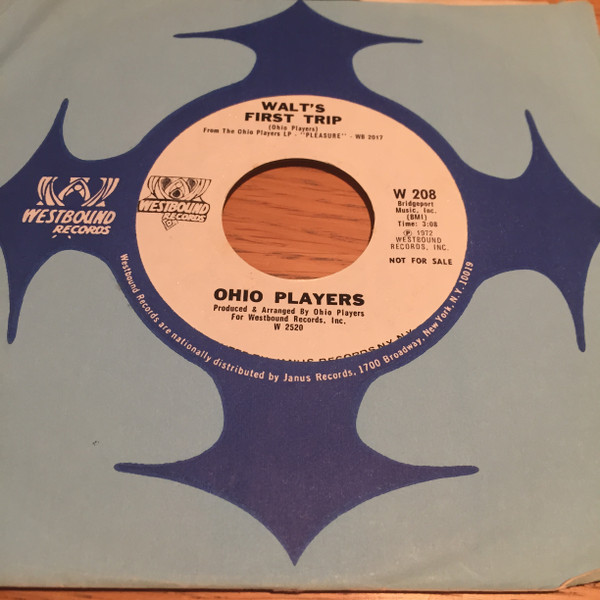 WALT'S
FIRST TRIP
(Ohio Players)
From The Ohio Players LP - "PLEASURE" - WB 2017
WESTBOUND
RECORDS
WESTBOUND
RECORDS
W 208
Bridgeport
Music, Inc.
(BMI)
Time: 3:08
Ⓟ 1972
WESTBOUND
RECORDS, INC.
NOT FOR SALE
OHIO PLAYERS
Produced & Arranged By Ohio Players
For Westbound Records, Inc.
W 2520
JANUS RECORDS NY, N.Y.
Westbound Records are nationally distributed by Janus Records, 1700 Broadway, New York, N.Y. 10019